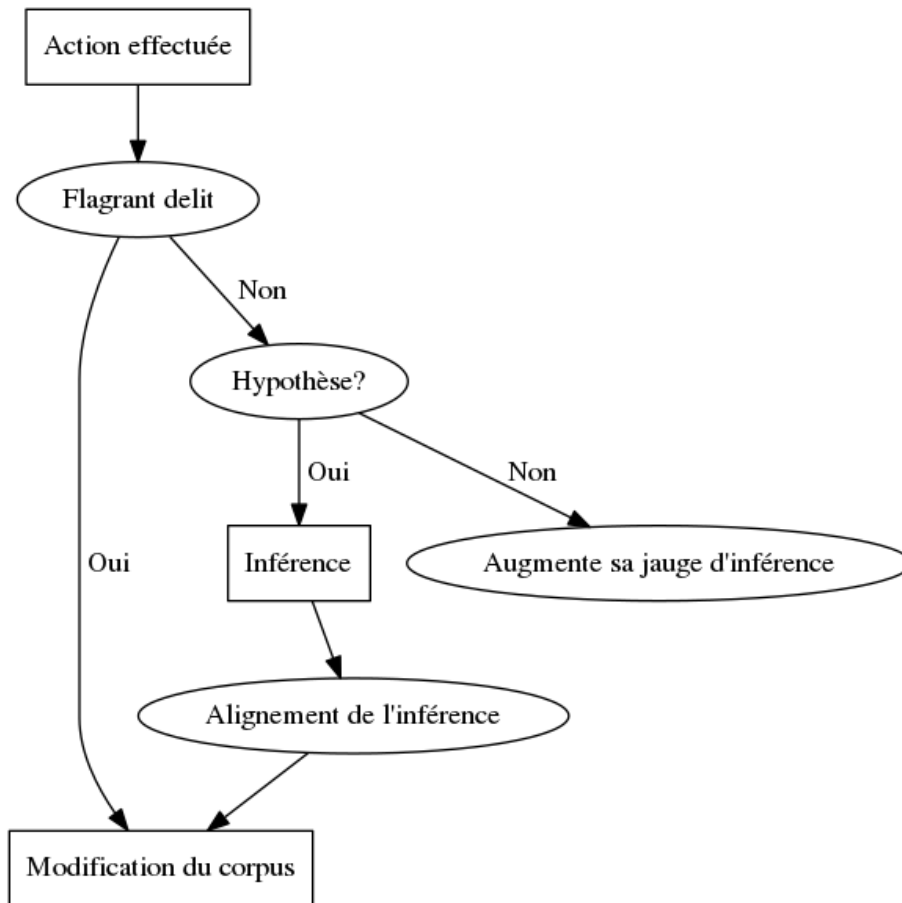 Action effectuée
Flagrant delit
Non
Hypothèse?
Oui
Non
Oui
Inférence
Augmente sa jauge d'inférence
Alignement de l'inférence
Modification du corpus